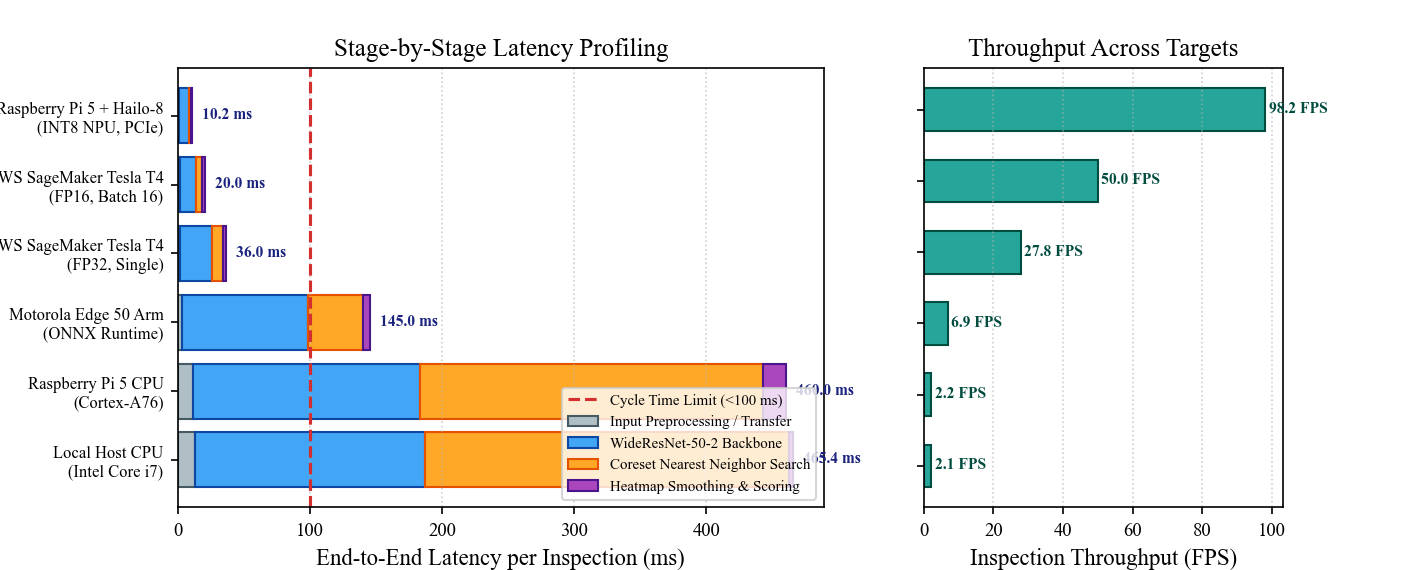 Stage-by-Stage Latency Profiling
Raspberry Pi 5 + Hailo-8
(INT8 NPU, PCIe)
10.2 ms
WS SageMaker Tesla T4
(FP16, Batch 16)
20.0 ms
WS SageMaker Tesla T4
(FP32, Single)
36.0 ms
Motorola Edge 50 Arm
(ONNX Runtime)
145.0 ms
Raspberry Pi 5 CPU
(Cortex-A76)
460.0 ms
Local Host CPU
(Intel Core i7)
465.4 ms
Cycle Time Limit (<100 ms)
Input Preprocessing / Transfer
WideResNet-50-2 Backbone
Coreset Nearest Neighbor Search
Heatmap Smoothing & Scoring
0 100 200 300 400
End-to-End Latency per Inspection (ms)
Throughput Across Targets
98.2 FPS
50.0 FPS
27.8 FPS
6.9 FPS
2.2 FPS
2.1 FPS
0 20 40 60 80 100
Inspection Throughput (FPS)